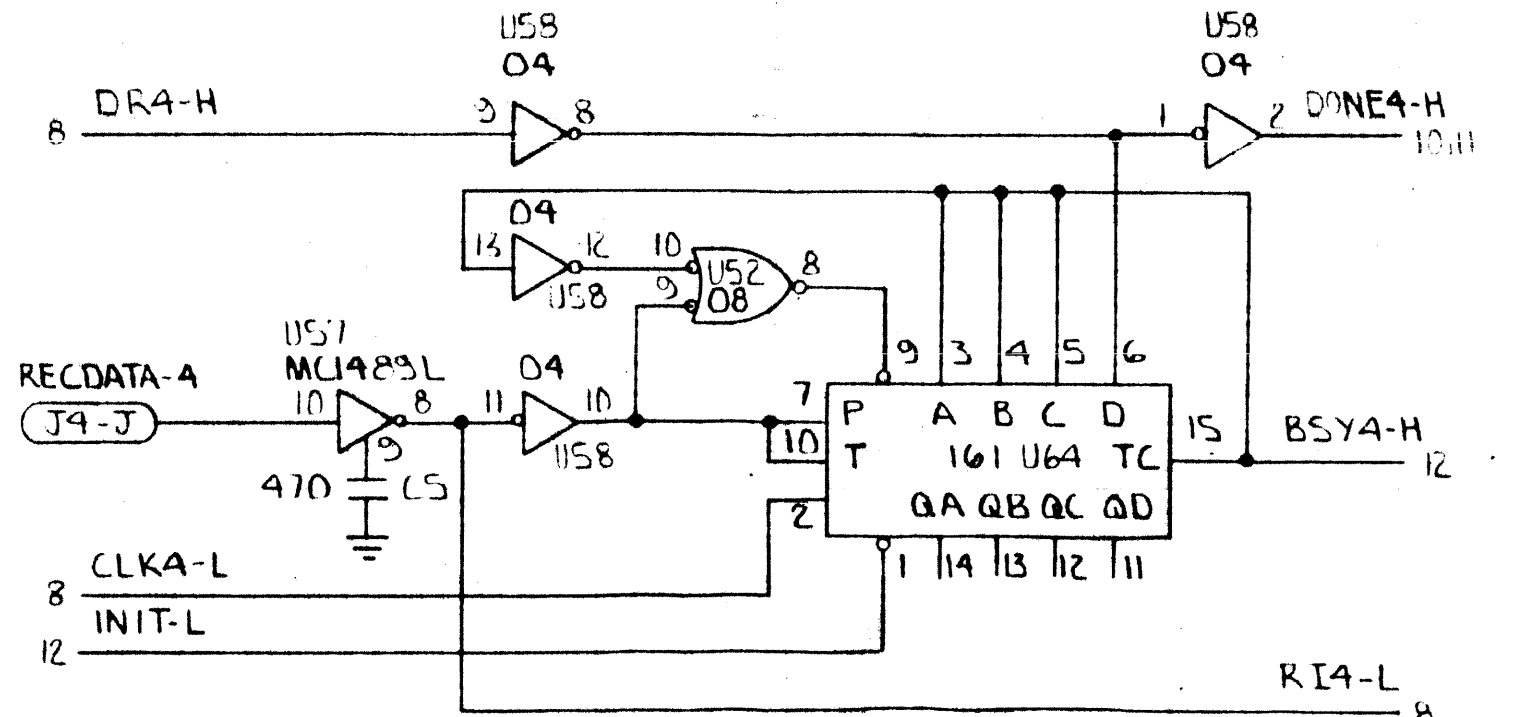 U58
04
U58
04
DR4-H
9
8
1
2
DONE4-H
8
10,11
04
13
12
10
U52
08
8
U58
9
U57
MC1489L
RECDATA-4
04
9
3
4
5
6
J4-J
10
8
11
10
7
P
A
B
C
D
15
BSY4-H
9
U58
10
T
161 U64
TC
12
470
C5
2
QA
QB
QC
QD
1
14
13
12
11
CLK4-L
8
INIT-L
12
RI4-L
8